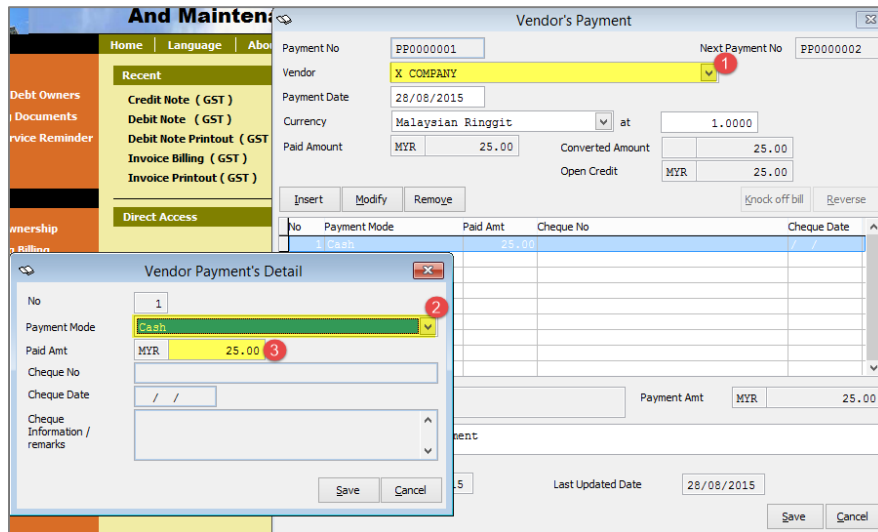 And Maintena
Vendor's Payment
Home | Language | Abou
Payment No PP0000001 Next Payment No PP0000002
Vendor X COMPANY 1
Recent
Payment Date 28/08/2015
Debt Owners
Credit Note ( GST )
Documents
Debit Note ( GST )
Currency Malaysian Ringgit at 1.0000
rvice Reminder
Debit Note Printout ( GST
Paid Amount MYR 25.00 Converted Amount 25.00
Invoice Billing ( GST )
Open Credit MYR 25.00
Invoice Printout ( GST )
Insert Modify Remove Knock off bill Reverse
Direct Access
No Payment Mode Paid Amt Cheque No Cheque Date
wnership
1 Cash 25.00 / /
Billing
Vendor Payment's Detail
No 1
Payment Mode Cash 2
Paid Amt MYR 25.00 3
Cheque No
Cheque Date / /
Cheque
Information /
remarks
Save Cancel
Payment Amt MYR 25.00
ment
15 Last Updated Date 28/08/2015
Save Cancel